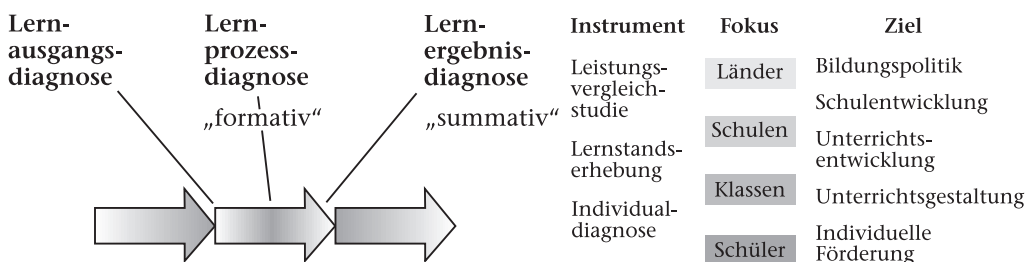 Lern-
ausgangs-
diagnose
Lern-
prozess-
diagnose
„formativ“
Lern-
ergebnis-
diagnose
„summativ“
Instrument
Leistungs-
vergleich-
studie
Lernstands-
erhebung
Individual-
diagnose
Fokus
Länder
Schulen
Klassen
Schüler
Ziel
Bildungspolitik
Schulentwicklung
Unterrichts-
entwicklung
Unterrichtsgestaltung
Individuelle
Förderung